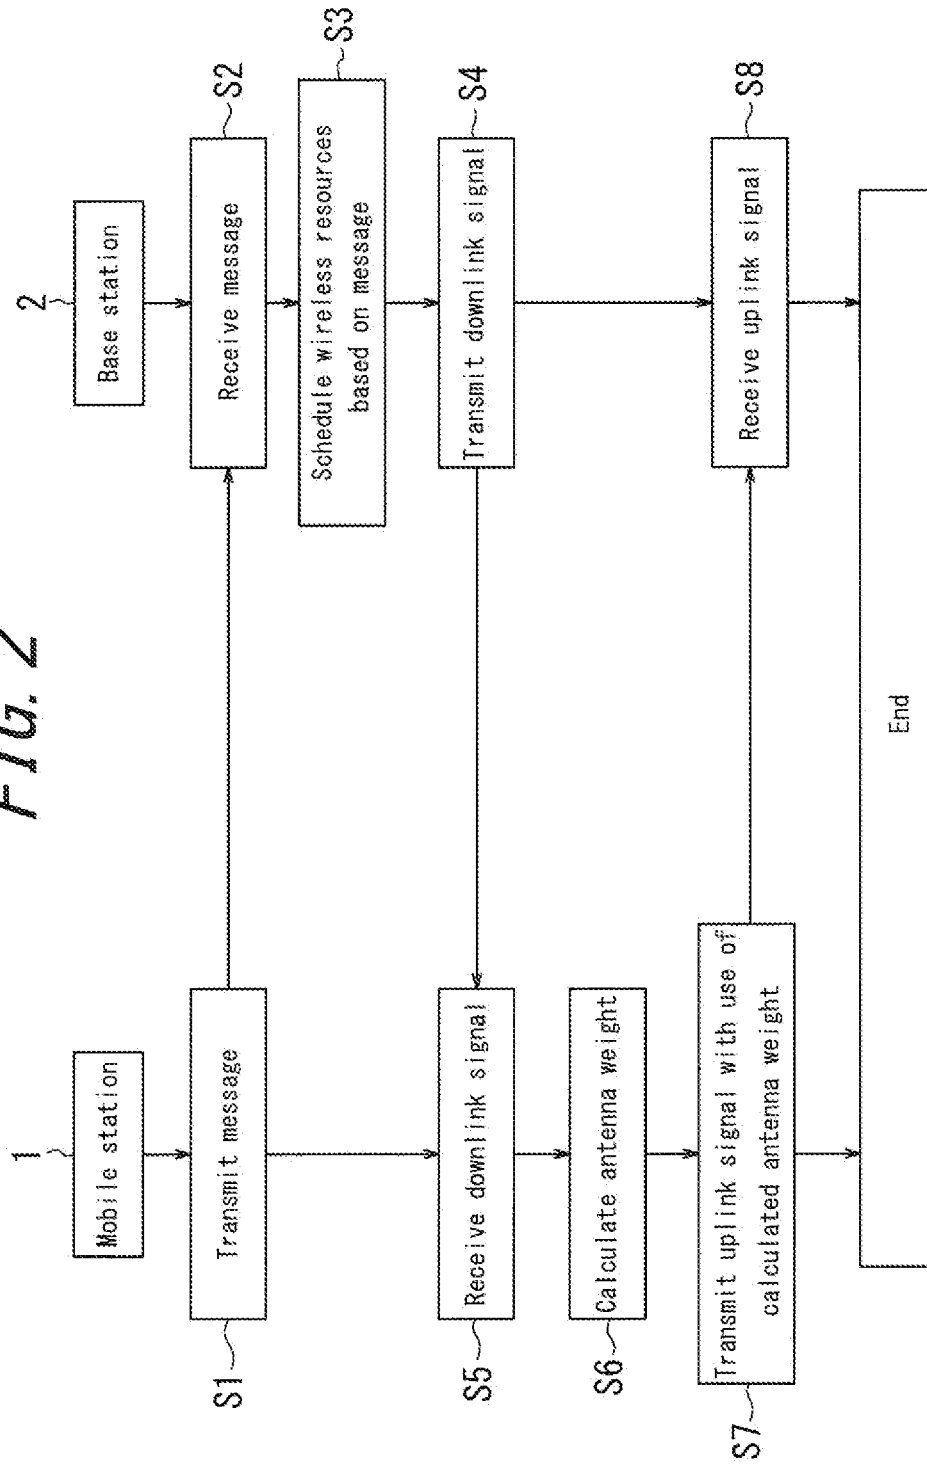 FIG. 2
1
2
Mobile station
Base station
S1
Transmit message
Receive message
S2
Schedule wireless resources
based on message
S3
Transmit downlink signal
S4
S5
Receive downlink signal
S6
Calculate antenna weight
S7
Transmit uplink signal with use of
calculated antenna weight
Receive uplink signal
S8
End